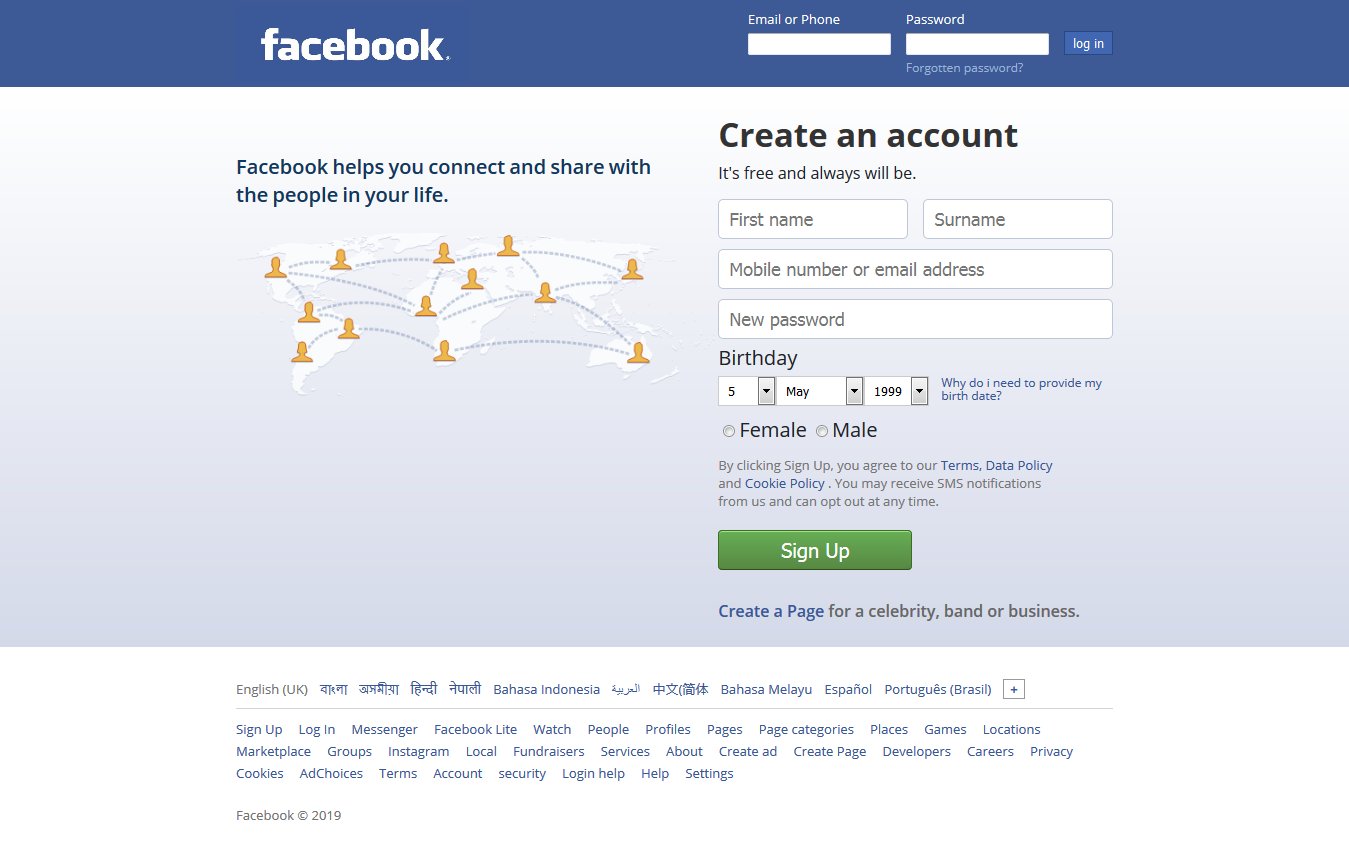 facebook
Email or Phone
Password
log in
Forgotten password?
Facebook helps you connect and share with
the people in your life.
Create an account
It's free and always will be.
First name
Surname
Mobile number or email address
New password
Birthday
5
May
1999
Why do i need to provide my
birth date?
Female
Male
By clicking Sign Up, you agree to our Terms, Data Policy
and Cookie Policy . You may receive SMS notifications
from us and can opt out at any time.
Sign Up
Create a Page for a celebrity, band or business.
English (UK) বাংলা অসমীয়া हिन्दी नेपाली Bahasa Indonesia العربية 中文(简体 Bahasa Melayu Español Português (Brasil) +
Sign Up Log In Messenger Facebook Lite Watch People Profiles Pages Page categories Places Games Locations
Marketplace Groups Instagram Local Fundraisers Services About Create ad Create Page Developers Careers Privacy
Cookies AdChoices Terms Account security Login help Help Settings
Facebook © 2019